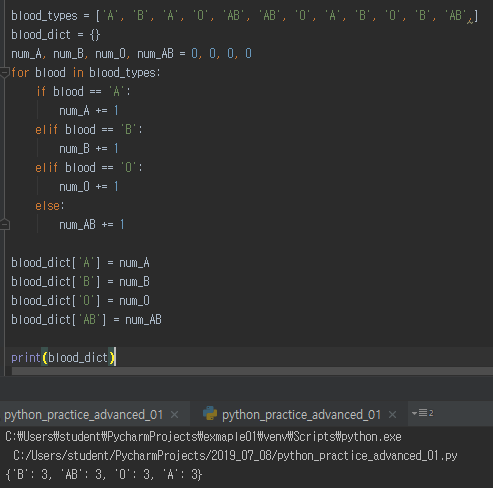 blood_types = ['A', 'B', 'A', 'O', 'AB', 'AB', 'O', 'A', 'B', 'O', 'B', 'AB',]
blood_dict = {}
num_A, num_B, num_O, num_AB = 0, 0, 0, 0
for blood in blood_types:
    if blood == 'A':
        num_A += 1
    elif blood == 'B':
        num_B += 1
    elif blood == 'O':
        num_O += 1
    else:
        num_AB += 1
blood_dict['A'] = num_A
blood_dict['B'] = num_B
blood_dict['O'] = num_O
blood_dict['AB'] = num_AB
print(blood_dict)
python_practice_advanced_01 × python_practice_advanced_01 × 2
C:₩Users₩student₩PycharmProjects₩exmaple01₩venv₩Scripts₩python.exe
C:/Users/student/PycharmProjects/2019_07_08/python_practice_advanced_01.py
{'B': 3, 'AB': 3, 'O': 3, 'A': 3}